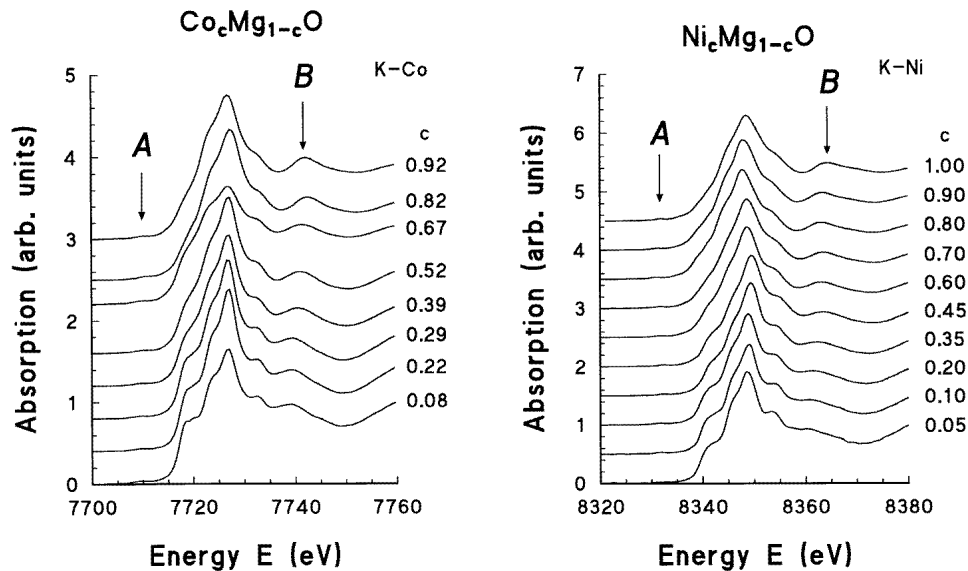 CocMg1-cO
K-Co
Absorption (arb. units)
5
4
3
2
1
0
A
B
c
0.92
0.82
0.67
0.52
0.39
0.29
0.22
0.08
7700
7720
7740
7760
Energy E (eV)
NicMg1-cO
K-Ni
Absorption (arb. units)
7
6
5
4
3
2
1
0
A
B
c
1.00
0.90
0.80
0.70
0.60
0.45
0.35
0.20
0.10
0.05
8320
8340
8360
8380
Energy E (eV)